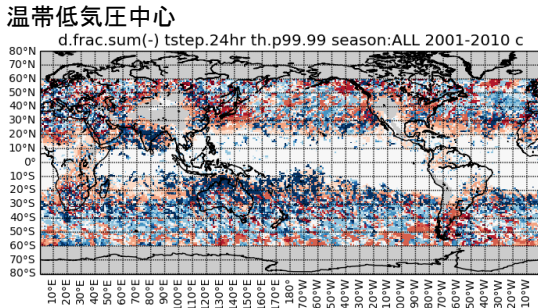 温帯低気圧中心
d.frac.sum(-) tstep.24hr th.p99.99 season:ALL 2001-2010 c
80°N
70°N
60°N
50°N
40°N
30°N
20°N
10°N
0°
10°S
20°S
30°S
40°S
50°S
60°S
70°S
80°S
10°E 20°E 30°E 40°E 50°E 60°E 70°E 80°E 90°E 100°E 110°E 120°E 130°E 140°E 150°E 160°E 170°E 180° 170°W 160°W 150°W 140°W 130°W 120°W 110°W 100°W 90°W 80°W 70°W 60°W 50°W 40°W 30°W 20°W 10°W